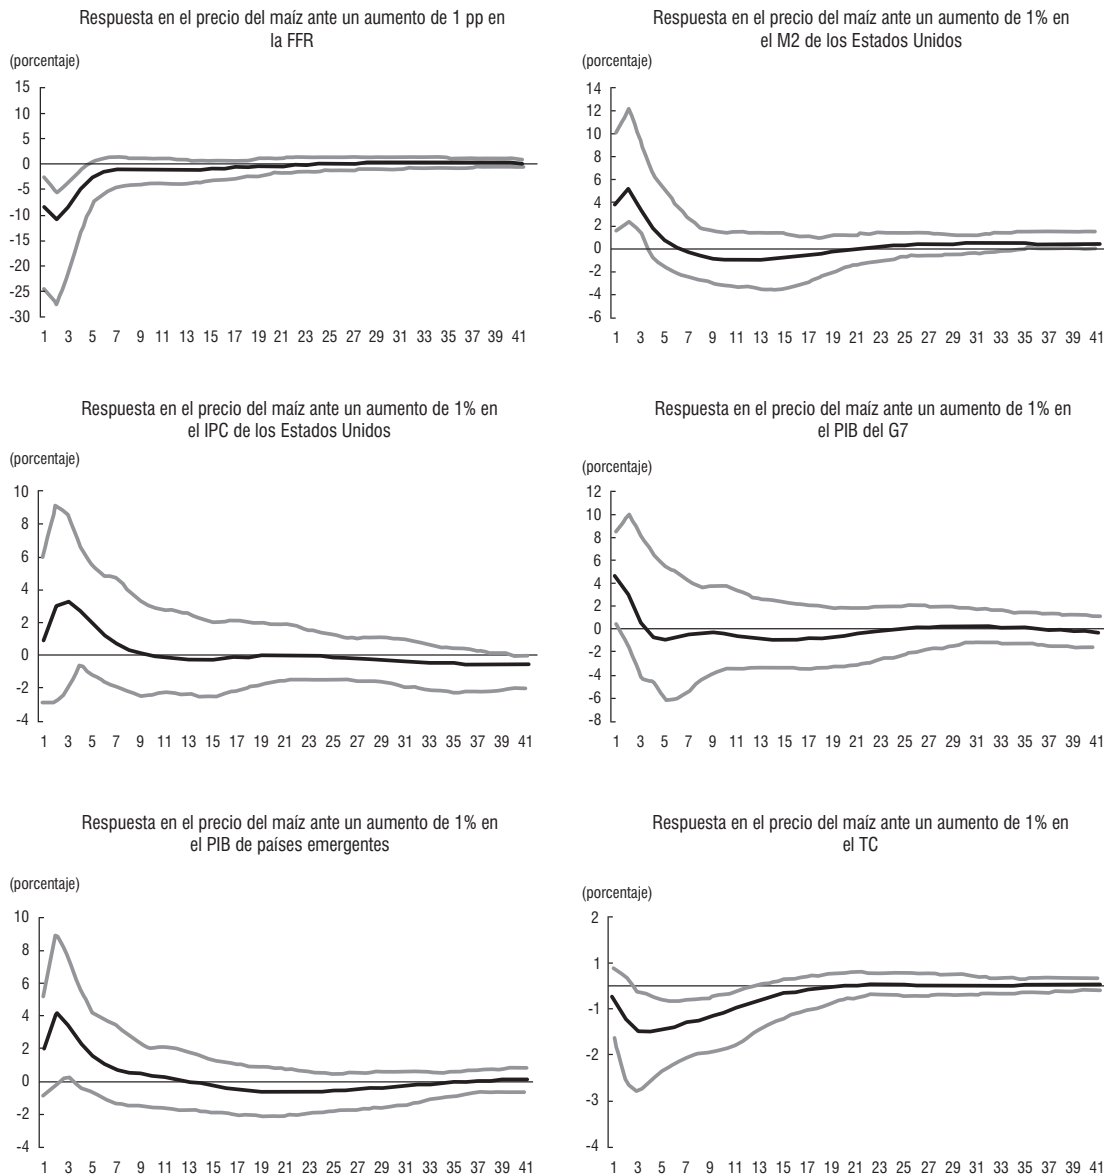 Respuesta en el precio del maíz ante un aumento de 1 pp en
la FFR
(porcentaje)
15
10
5
0
-5
-10
-15
-20
-25
-30
1 3 5 7 9 11 13 15 17 19 21 23 25 27 29 31 33 35 37 39 41
Respuesta en el precio del maíz ante un aumento de 1% en
el M2 de los Estados Unidos
(porcentaje)
14
12
10
8
6
4
2
0
-2
-4
-6
1 3 5 7 9 11 13 15 17 19 21 23 25 27 29 31 33 35 37 39 41
Respuesta en el precio del maíz ante un aumento de 1% en
el IPC de los Estados Unidos
(porcentaje)
10
8
6
4
2
0
-2
-4
1 3 5 7 9 11 13 15 17 19 21 23 25 27 29 31 33 35 37 39 41
Respuesta en el precio del maíz ante un aumento de 1% en
el PIB del G7
(porcentaje)
12
10
8
6
4
2
0
-2
-4
-6
-8
1 3 5 7 9 11 13 15 17 19 21 23 25 27 29 31 33 35 37 39 41
Respuesta en el precio del maíz ante un aumento de 1% en
el PIB de países emergentes
(porcentaje)
10
8
6
4
2
0
-2
-4
1 3 5 7 9 11 13 15 17 19 21 23 25 27 29 31 33 35 37 39 41
Respuesta en el precio del maíz ante un aumento de 1% en
el TC
(porcentaje)
2
1
-1
-2
-3
-4
1 3 5 7 9 11 13 15 17 19 21 23 25 27 29 31 33 35 37 39 41